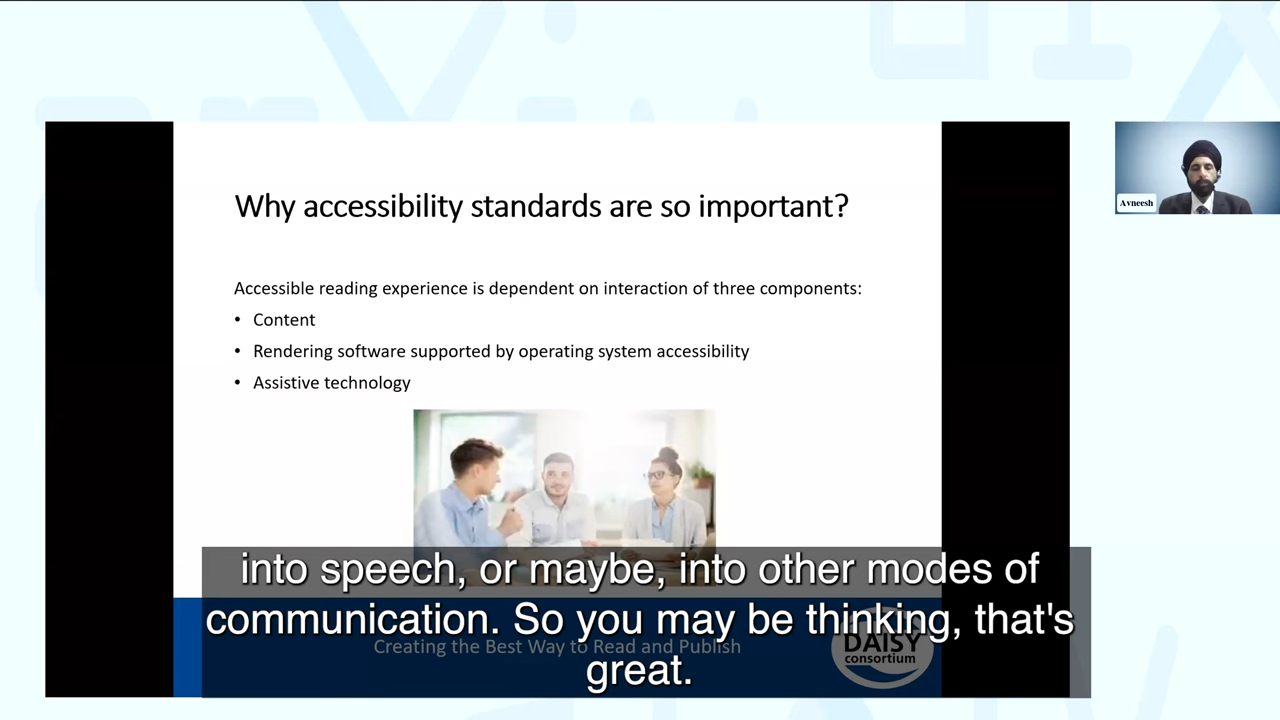 Why accessibility standards are so important?
Accessible reading experience is dependent on interaction of three components:
• Content
• Rendering software supported by operating system accessibility
• Assistive technology
Avneesh
into speech, or maybe, into other modes of
communication. So you may be thinking, that's
great.
Creating the Best Way to Read and Publish
DAISY
consortium